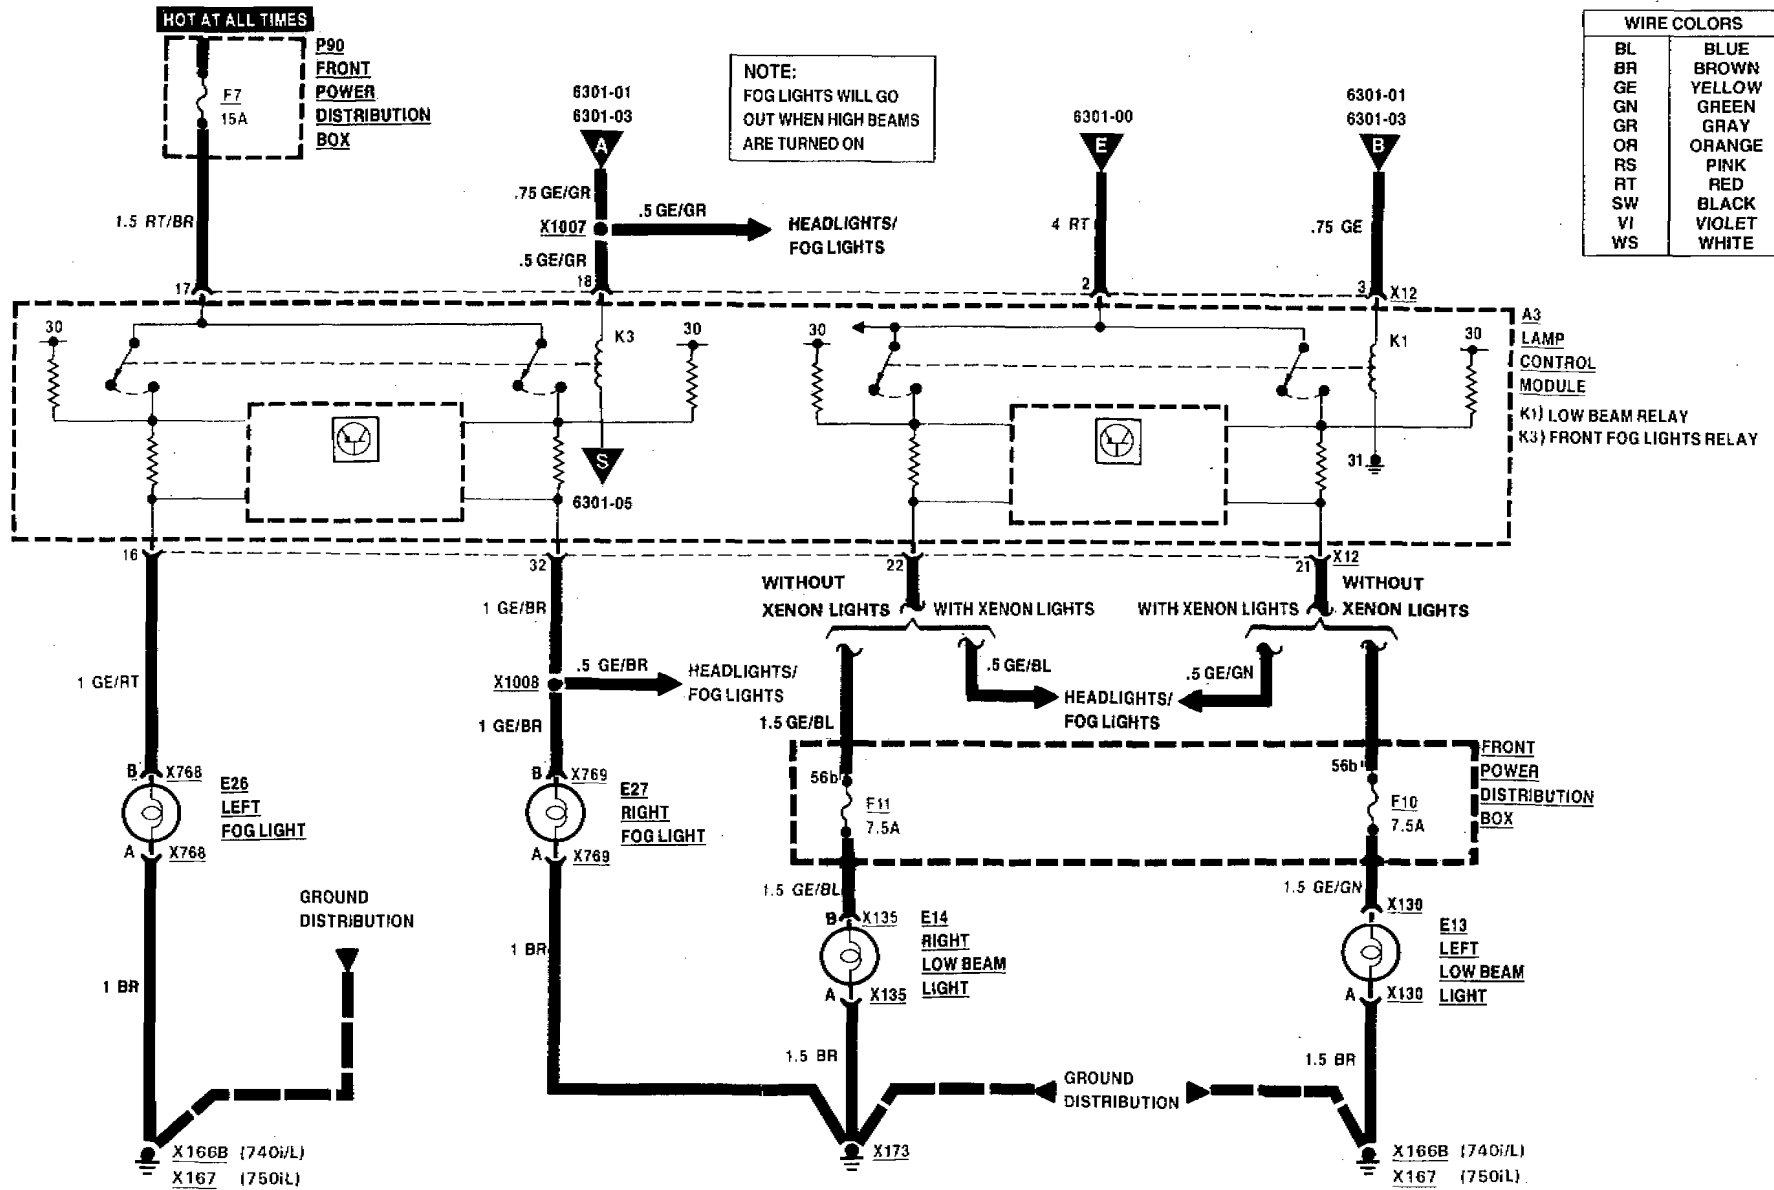 HOT AT ALL TIMES
P90
FRONT
POWER
DISTRIBUTION
BOX
F7
15A
6301-01
6301-03
A
.75 GE/GR
X1007
.5 GE/GR
HEADLIGHTS/
FOG LIGHTS
.5 GE/GR
NOTE:
FOG LIGHTS WILL GO
OUT WHEN HIGH BEAMS
ARE TURNED ON
6301-00
E
4 RT
6301-01
6301-03
B
.75 GE
WIRE COLORS
BL BLUE
BR BROWN
GE YELLOW
GN GREEN
GR GRAY
OR ORANGE
RS PINK
RT RED
SW BLACK
VI VIOLET
WS WHITE
1.5 RT/BR
17
18
2
3
X12
30
K3
30
30
K1
30
31
S
6301-05
A3
LAMP
CONTROL
MODULE
K1) LOW BEAM RELAY
K3) FRONT FOG LIGHTS RELAY
16
32
22
21
X12
WITHOUT
XENON LIGHTS
WITH XENON LIGHTS
WITH XENON LIGHTS
WITHOUT
XENON LIGHTS
1 GE/BR
1 GE/RT
X1008
.5 GE/BR
HEADLIGHTS/
FOG LIGHTS
1 GE/BR
.5 GE/BL
.5 GE/GN
HEADLIGHTS/
FOG LIGHTS
1.5 GE/BL
FRONT
POWER
DISTRIBUTION
BOX
56b
F11
7.5A
56b
F10
7.5A
B
X768
E26
LEFT
FOG LIGHT
A
X768
B
X769
E27
RIGHT
FOG LIGHT
A
X769
1.5 GE/BL
1.5 GE/GN
B
X135
E14
RIGHT
LOW BEAM
LIGHT
A
X135
X130
E13
LEFT
LOW BEAM
LIGHT
A
X130
GROUND
DISTRIBUTION
1 BR
1 BR
1.5 BR
1.5 BR
GROUND
DISTRIBUTION
X166B (740i/L)
X167 (750iL)
X173
X166B (740i/L)
X167 (750iL)